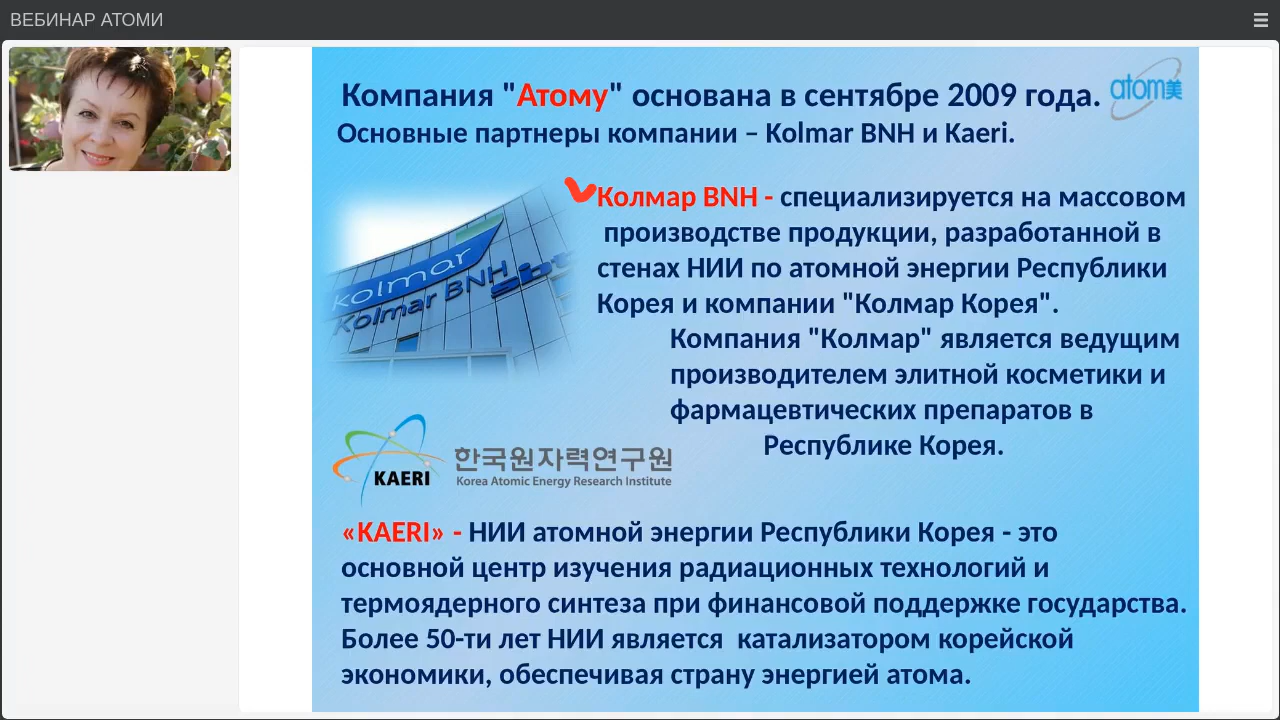 ВЕБИНАР АТОМИ
Компания "Атому" основана в сентябре 2009 года.
atom美
Основные партнеры компании – Kolmar BNH и Kaeri.
Колмар BNH - специализируется на массовом
производстве продукции, разработанной в
стенах НИИ по атомной энергии Республики
Корея и компании "Колмар Корея".
Компания "Колмар" является ведущим
производителем элитной косметики и
фармацевтических препаратов в
Республике Корея.
kolmar
Kolmar BNH
KAERI
한국원자력연구원
Korea Atomic Energy Research Institute
«KAERI» - НИИ атомной энергии Республики Корея - это
основной центр изучения радиационных технологий и
термоядерного синтеза при финансовой поддержке государства.
Более 50-ти лет НИИ является катализатором корейской
экономики, обеспечивая страну энергией атома.